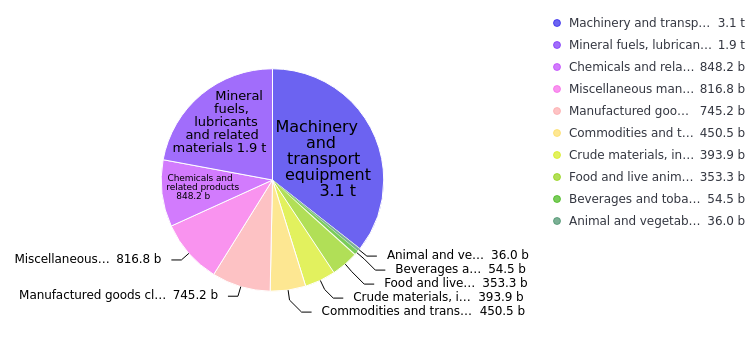 Mineral
fuels,
lubricants
and related
materials 1.9 t
Machinery
and
transport
equipment
3.1 t
Chemicals and
related products
848.2 b
Miscellaneous... 816.8 b
Manufactured goods cl... 745.2 b
Animal and ve... 36.0 b
Beverages a... 54.5 b
Food and live... 353.3 b
Crude materials, i... 393.9 b
Commodities and trans... 450.5 b
Machinery and transp... 3.1 t
Mineral fuels, lubrican... 1.9 t
Chemicals and rela... 848.2 b
Miscellaneous man... 816.8 b
Manufactured goo... 745.2 b
Commodities and t... 450.5 b
Crude materials, in... 393.9 b
Food and live anim... 353.3 b
Beverages and toba... 54.5 b
Animal and vegetab... 36.0 b